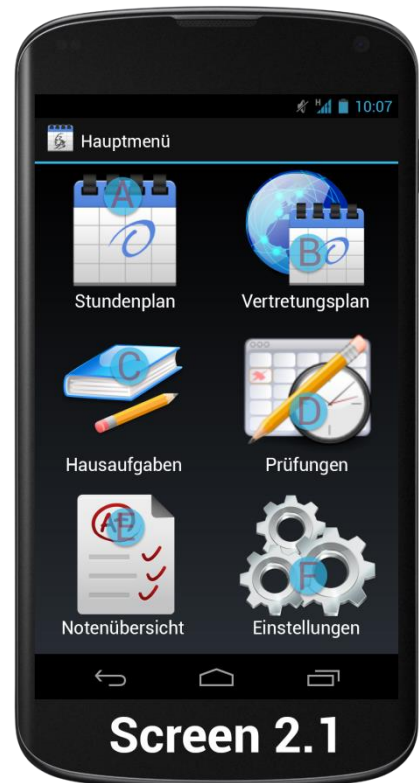 10:07
Hauptmenü
A
B
Stundenplan
Vertretungsplan
C
D
Hausaufgaben
Prüfungen
A+
E
F
Notenübersicht
Einstellungen
Screen 2.1